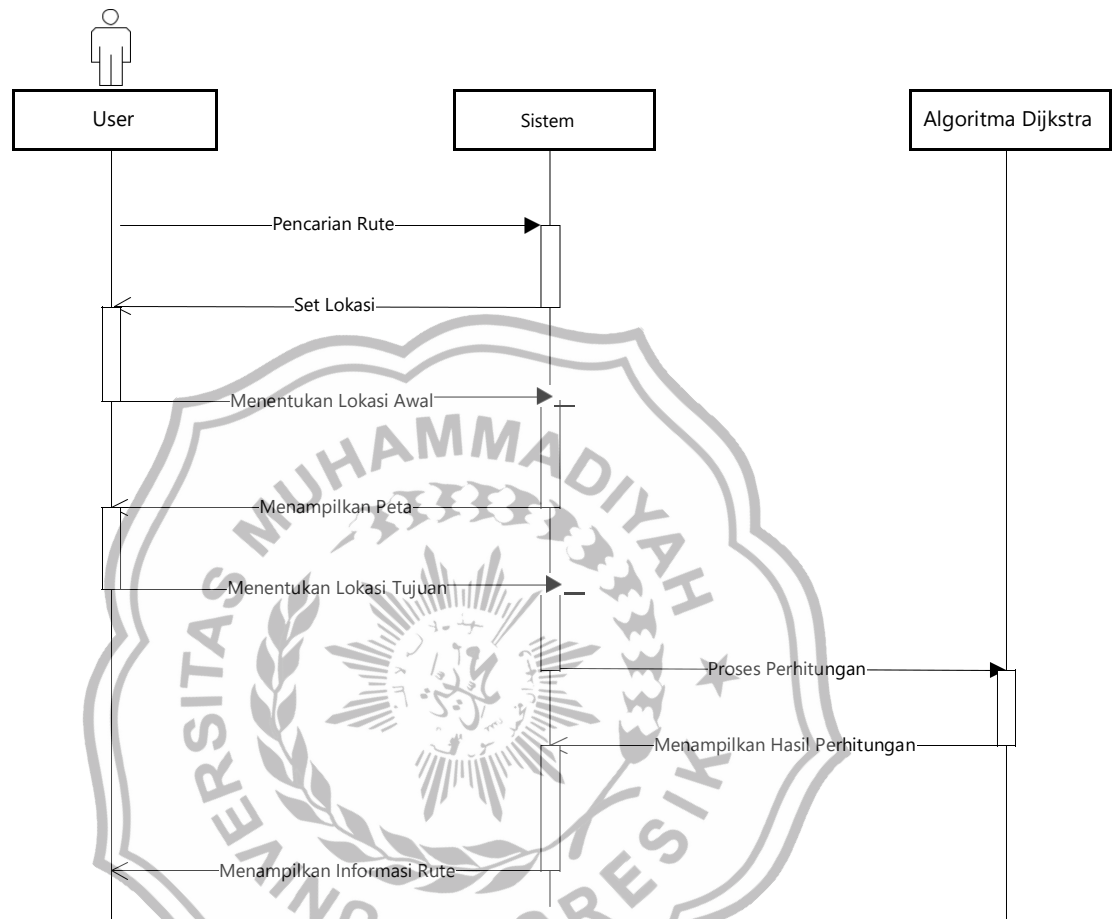 User
Sistem
Algoritma Dijkstra
Pencarian Rute
Set Lokasi
Menentukan Lokasi Awal
MUHAMMADIYAH
Menampilkan Peta
Menentukan Lokasi Tujuan
Proses Perhitungan
Menampilkan Hasil Perhitungan
Menampilkan Informasi Rute